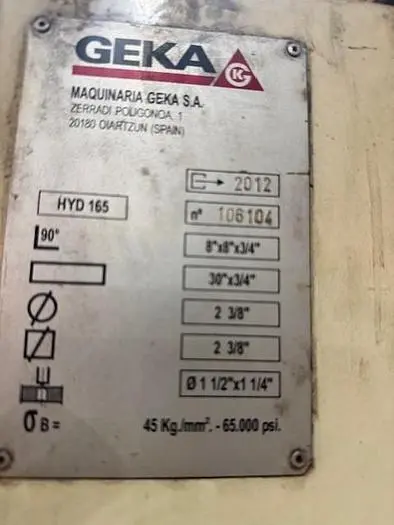 GEKA
GK
MAQUINARIA GEKA S.A.
ZERRADI POLIGONOA, 1
20180 OIARTZUN (SPAIN)
2012
HYD 165
nº 106104
90° 8"x8"x3/4"
30"x3/4"
2 3/8"
2 3/8"
Ø 1 1/2"x1 1/4"
σ B= 45 Kg./mm². - 65.000 psi.